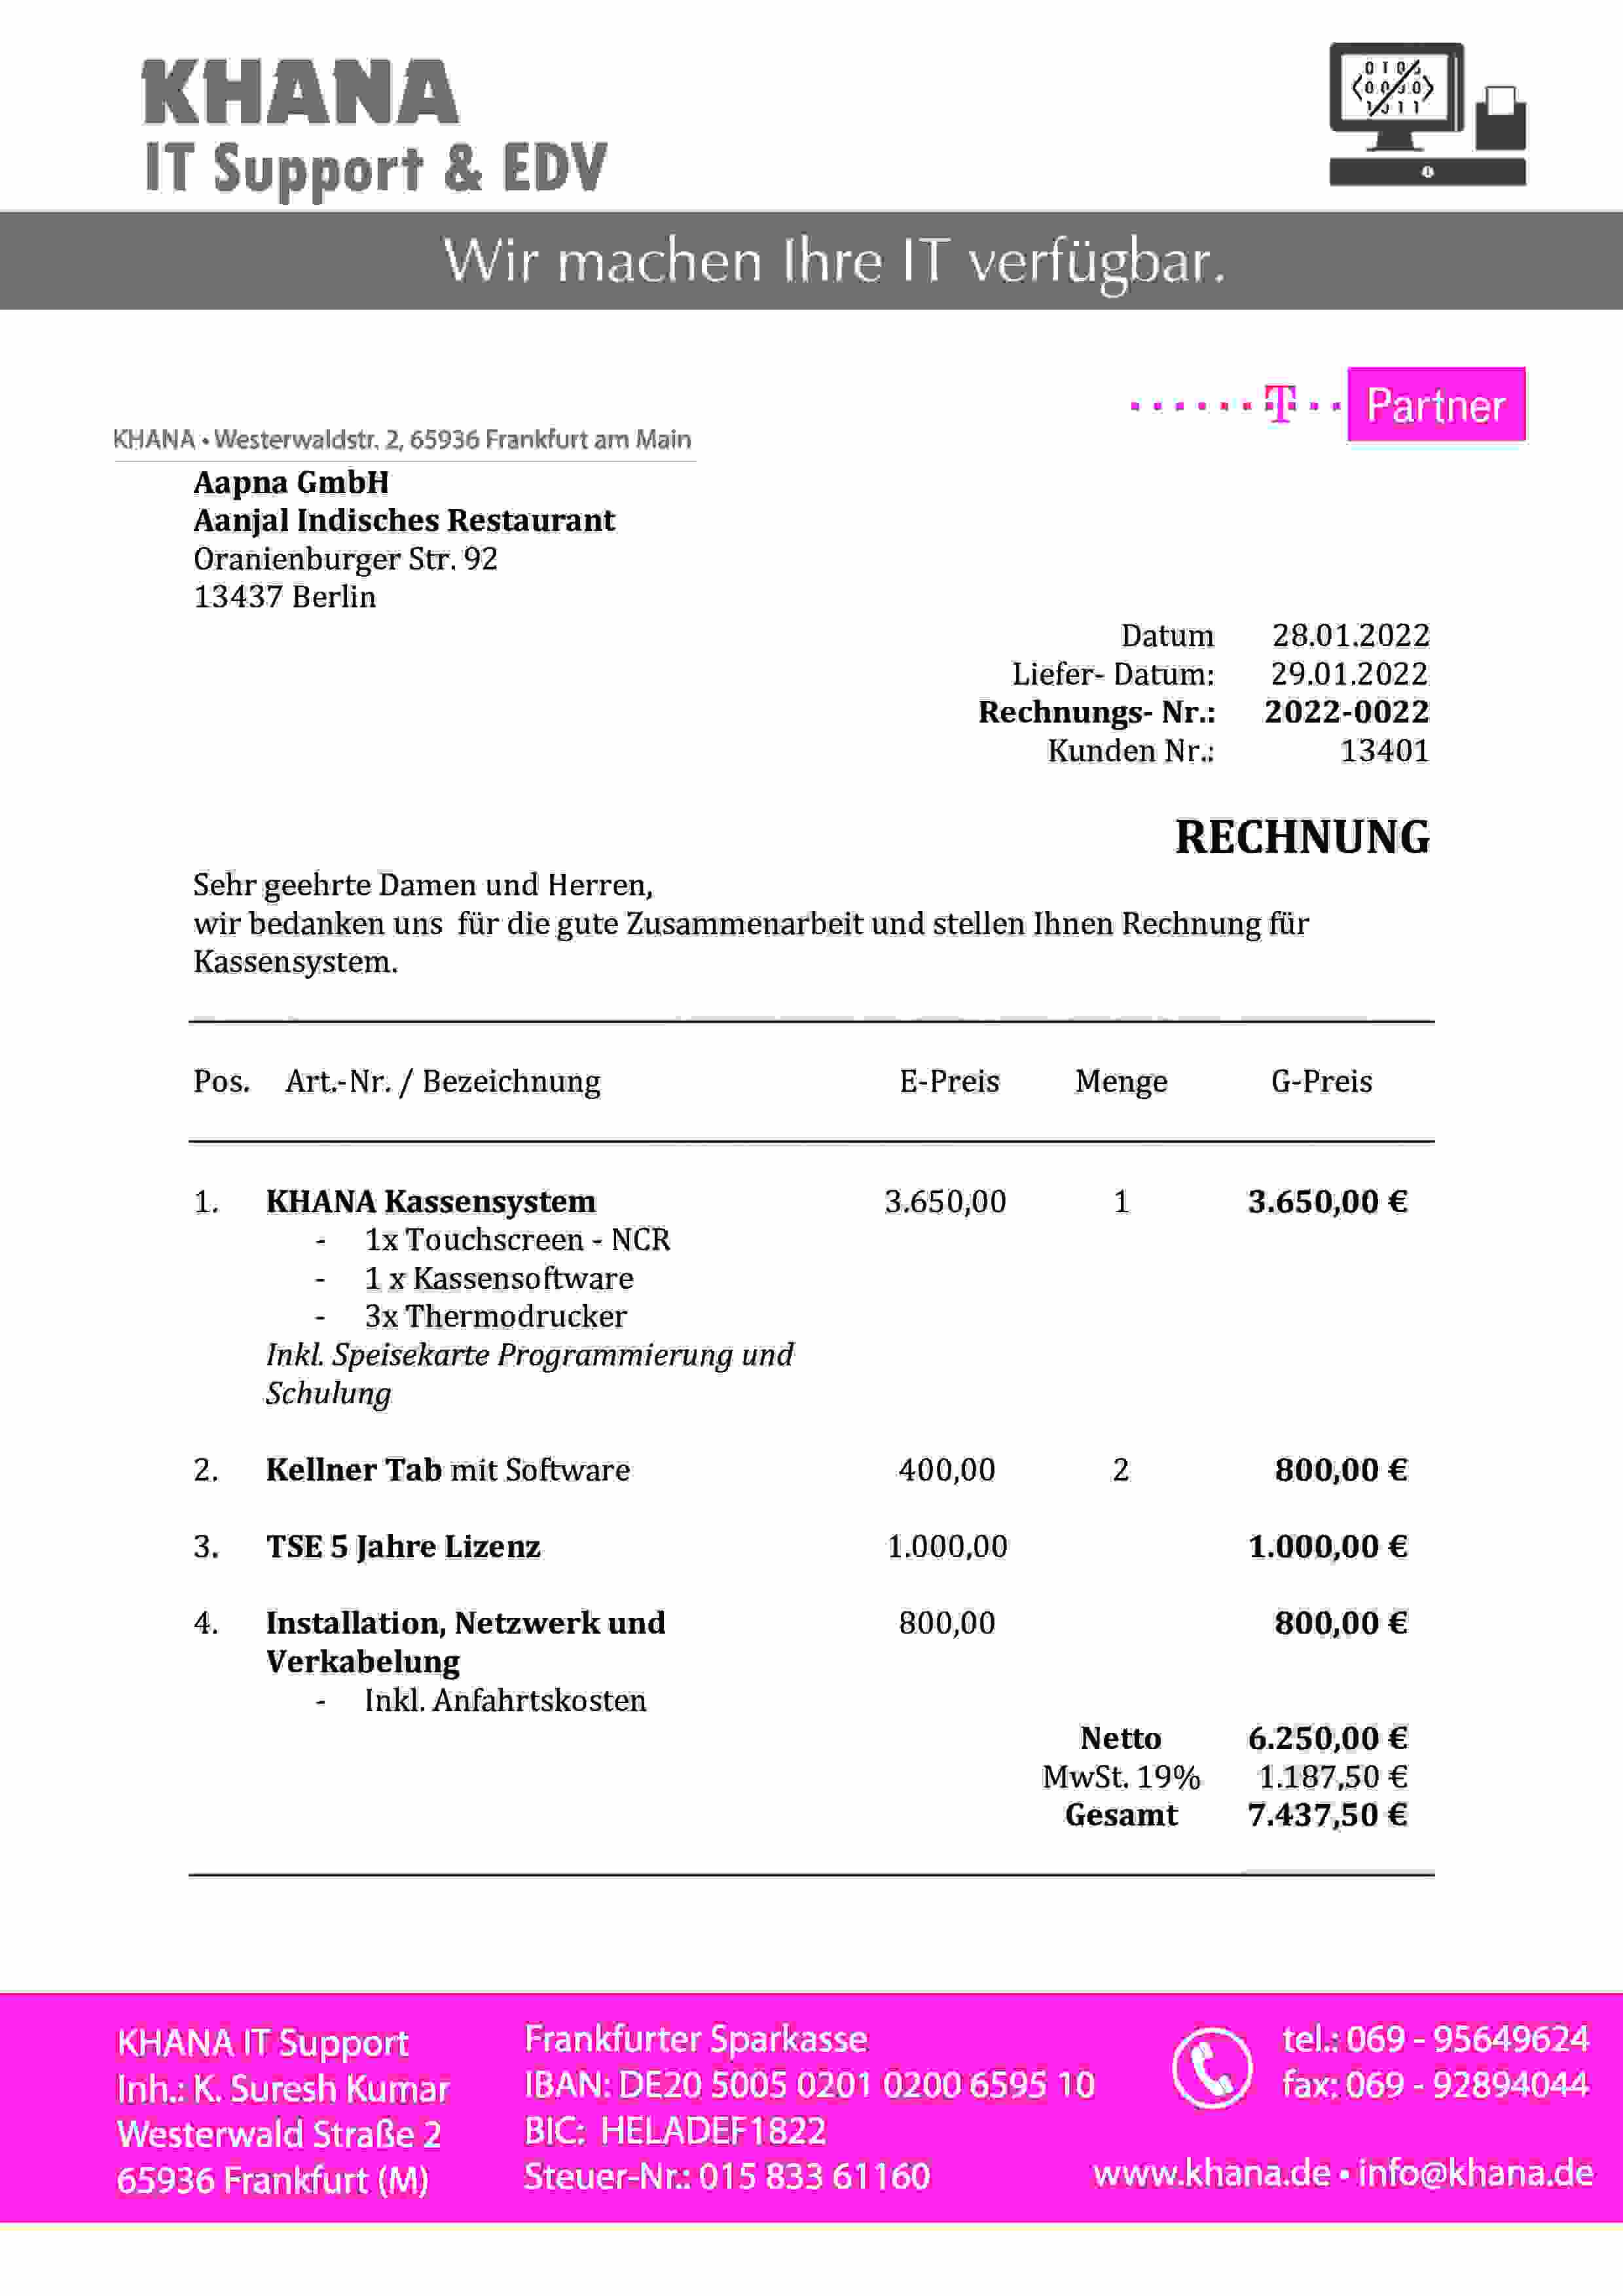 KHANA
IT Support & EDV
Wir machen Ihre IT verfügbar.
T Partner
KHANA • Westerwaldstr. 2, 65936 Frankfurt am Main
Aapna GmbH
Aanjal Indisches Restaurant
Oranienburger Str. 92
13437 Berlin
Datum 28.01.2022
Liefer- Datum: 29.01.2022
Rechnungs- Nr.: 2022-0022
Kunden Nr.: 13401
RECHNUNG
Sehr geehrte Damen und Herren,
wir bedanken uns für die gute Zusammenarbeit und stellen Ihnen Rechnung für
Kassensystem.
Pos. Art.-Nr. / Bezeichnung E-Preis Menge G-Preis
1. KHANA Kassensystem 3.650,00 1 3.650,00 €
- 1x Touchscreen - NCR
- 1 x Kassensoftware
- 3x Thermodrucker
Inkl. Speisekarte Programmierung und
Schulung
2. Kellner Tab mit Software 400,00 2 800,00 €
3. TSE 5 Jahre Lizenz 1.000,00 1.000,00 €
4. Installation, Netzwerk und 800,00 800,00 €
Verkabelung
- Inkl. Anfahrtskosten
Netto 6.250,00 €
MwSt. 19% 1.187,50 €
Gesamt 7.437,50 €
KHANA IT Support
Inh.: K. Suresh Kumar
Westerwald Straße 2
65936 Frankfurt (M)
Frankfurter Sparkasse
IBAN: DE20 5005 0201 0200 6595 10
BIC: HELADEF1822
Steuer-Nr.: 015 833 61160
tel.: 069 - 95649624
fax: 069 - 92894044
www.khana.de • info@khana.de